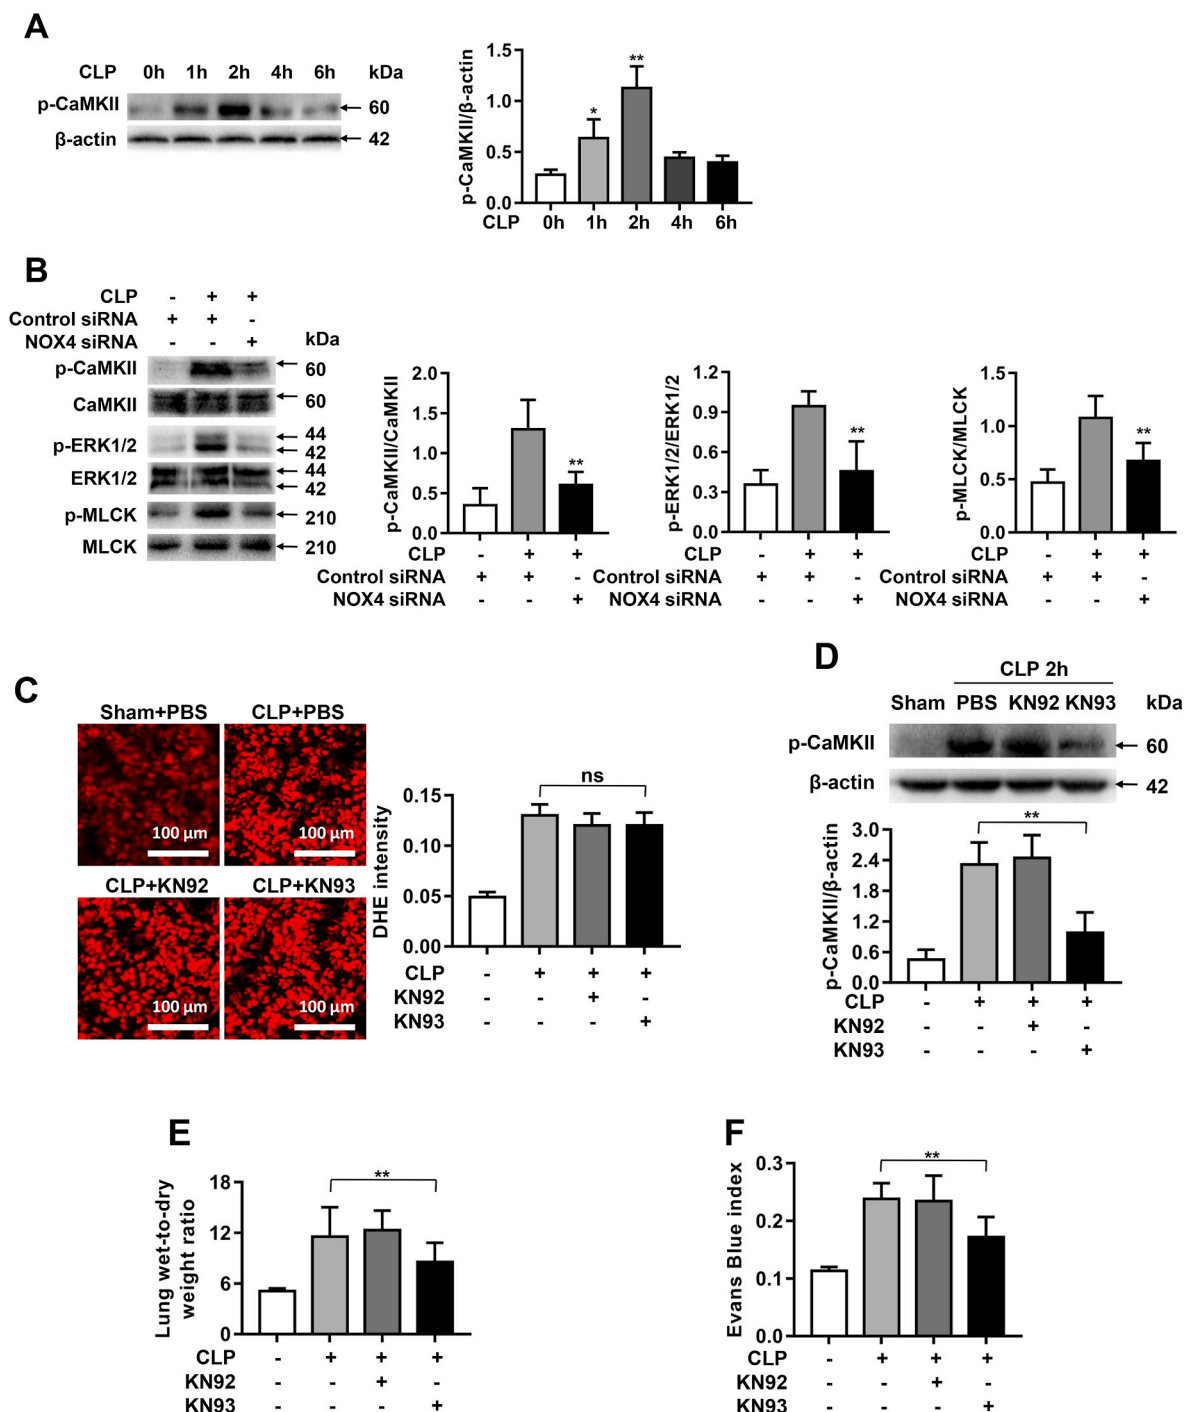 A
CLP 0h 1h 2h 4h 6h kDa
p-CaMKII 60
β-actin 42
p-CaMKII/β-actin
1.5
1.0
0.5
0.0
* **
CLP 0h 1h 2h 4h 6h
B
CLP - + +
Control siRNA + + -
NOX4 siRNA - - +
kDa
p-CaMKII 60
CaMKII 60
p-ERK1/2 44
42
ERK1/2 44
42
p-MLCK 210
MLCK 210
p-CaMKII/CaMKII
2.0
1.5
1.0
0.5
0.0
**
CLP - + +
Control siRNA + + -
NOX4 siRNA - - +
p-ERK1/2/ERK1/2
1.2
0.9
0.6
0.3
0.0
**
CLP - + +
Control siRNA + + -
NOX4 siRNA - - +
p-MLCK/MLCK
1.5
1.0
0.5
0.0
**
CLP - + +
Control siRNA + + -
NOX4 siRNA - - +
C
Sham+PBS CLP+PBS
100 μm 100 μm
CLP+KN92 CLP+KN93
100 μm 100 μm
DHE intensity
0.15
0.10
0.05
0.00
ns
CLP - + + +
KN92 - - + -
KN93 - - - +
D
CLP 2h
Sham PBS KN92 KN93 kDa
p-CaMKII 60
β-actin 42
p-CaMKII/β-actin
3.0
2.4
1.8
1.2
0.6
0.0
**
CLP - + + +
KN92 - - + -
KN93 - - - +
E
Lung wet-to-dry
weight ratio
18
12
6
0
**
CLP - + + +
KN92 - - + -
KN93 - - - +
F
Evans Blue index
0.3
0.2
0.1
0.0
**
CLP - + + +
KN92 - - + -
KN93 - - - +